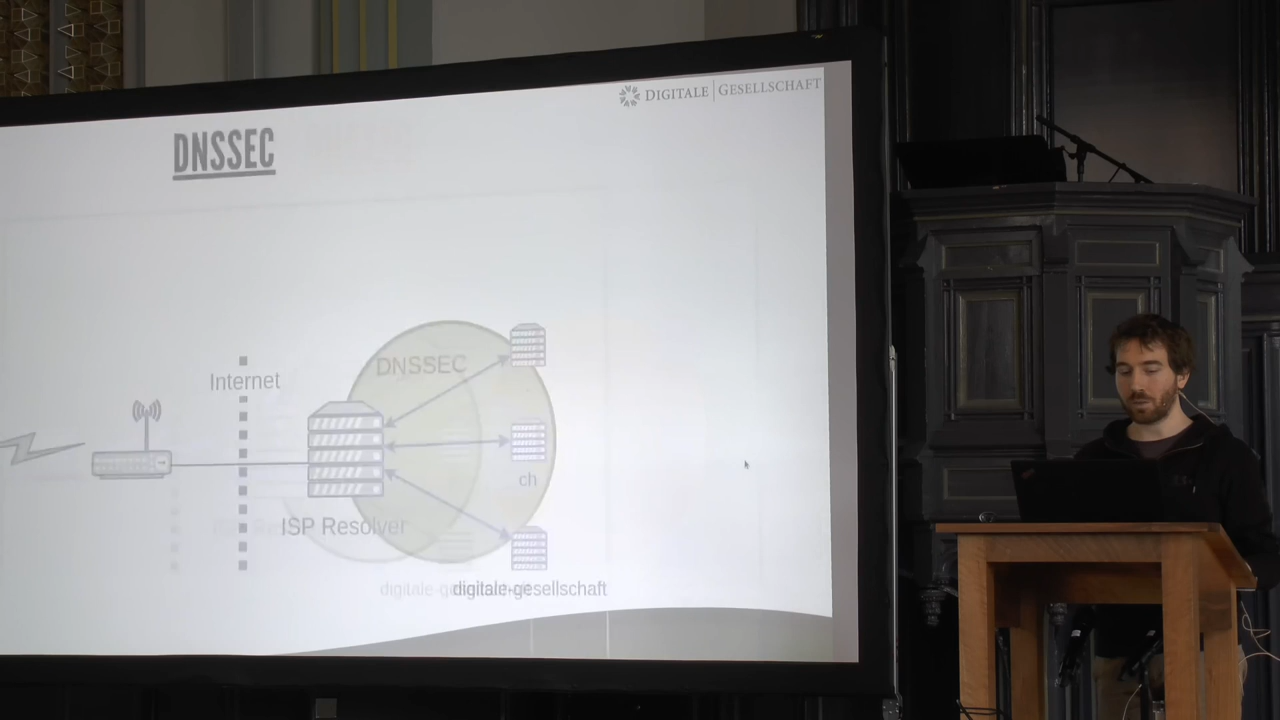 DIGITALE GESELLSCHAFT
DNSSEC
DNSSEC
Internet
ch
ISP Resolver
digitale-gesellschaft